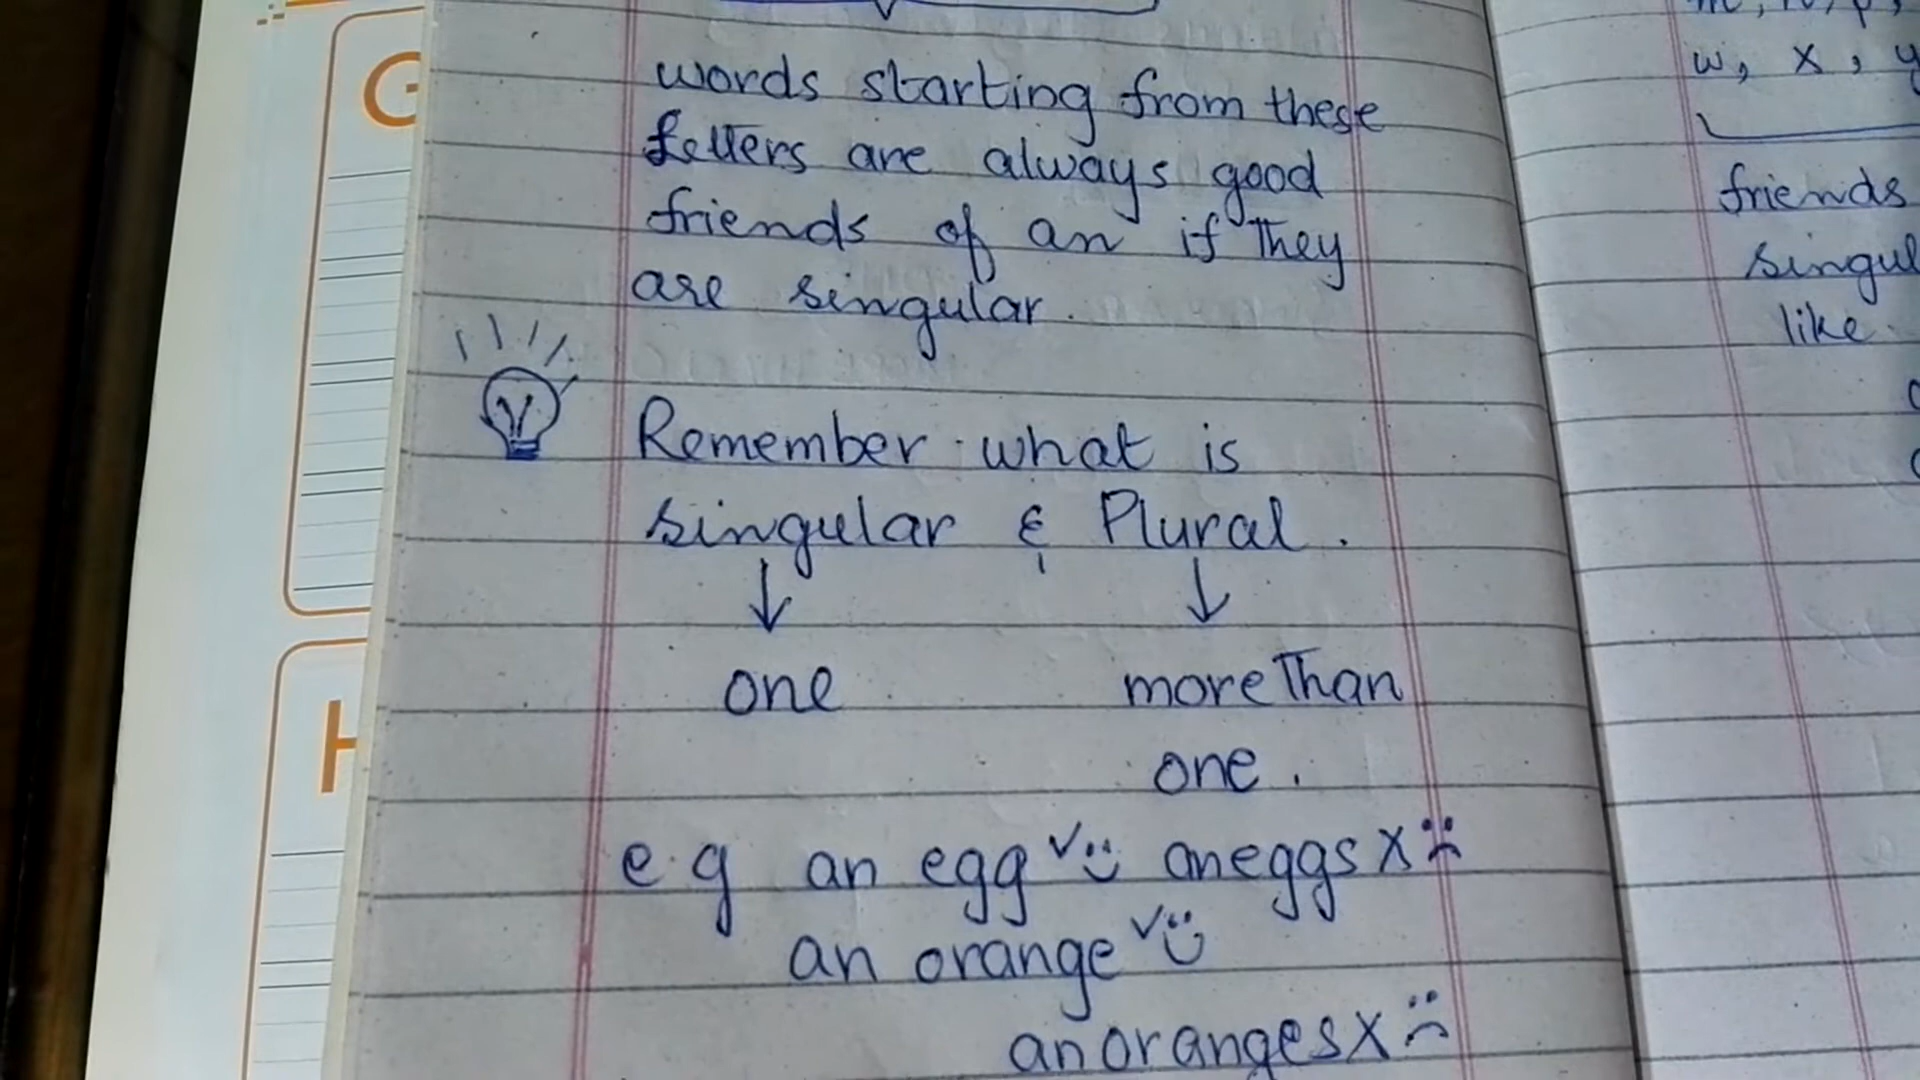 words starting from these
letters are always good
friends of an if they
are singular.
Remember what is
singular & Plural.
one
more Than
one.
e.g an egg ✓ an eggs x
an orange ✓
an oranges x
w, x, y
friends
like
G
H